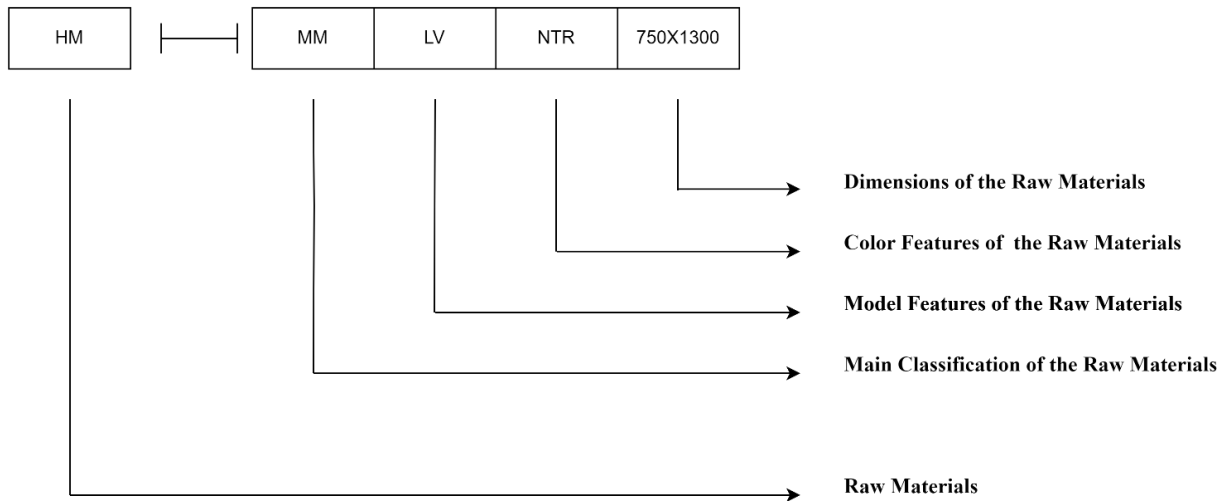 HM MM LV NTR 750X1300
Dimensions of the Raw Materials
Color Features of the Raw Materials
Model Features of the Raw Materials
Main Classification of the Raw Materials
Raw Materials